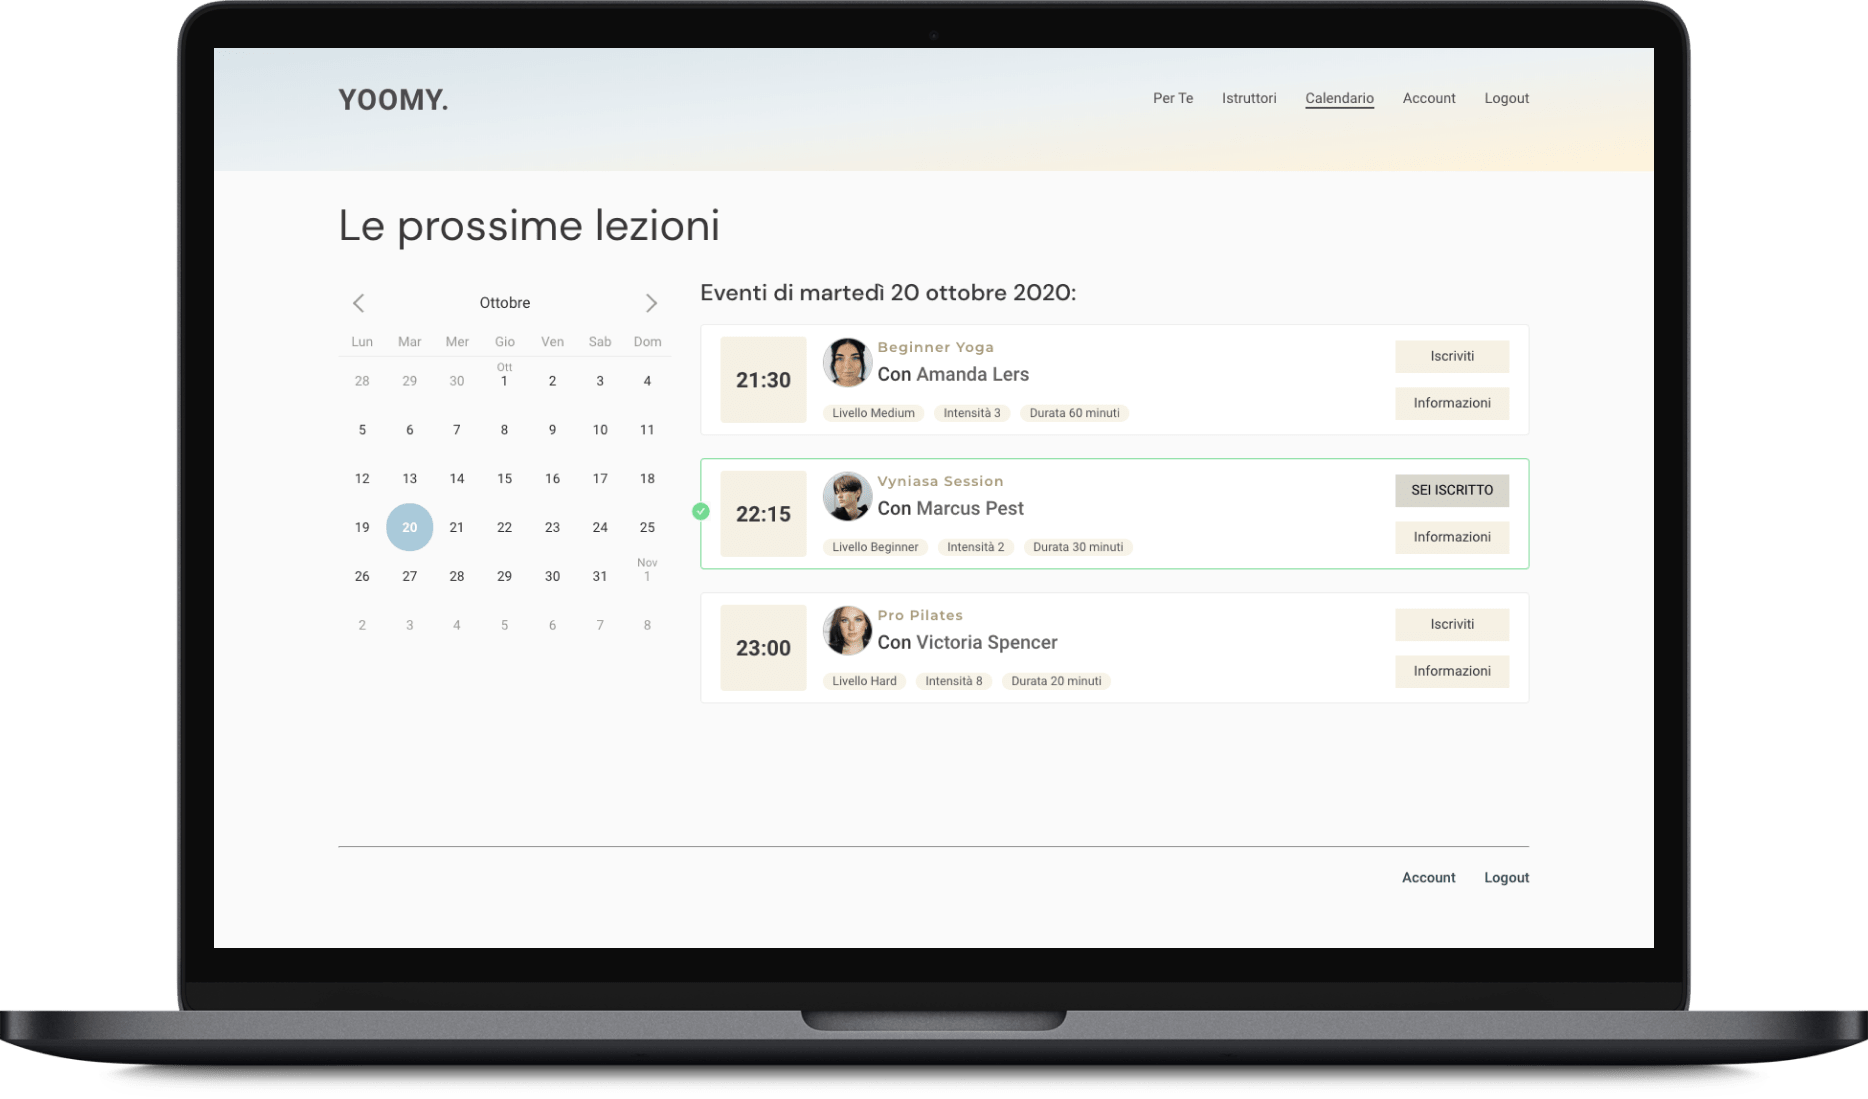 YOOMY.
Per Te Istruttori Calendario Account Logout
Le prossime lezioni
Ottobre
Lun Mar Mer Gio Ven Sab Dom
28 29 30 Ott 1 2 3 4
5 6 7 8 9 10 11
12 13 14 15 16 17 18
19 20 21 22 23 24 25
26 27 28 29 30 31 Nov 1
2 3 4 5 6 7 8
Eventi di martedì 20 ottobre 2020:
21:30
Beginner Yoga
Con Amanda Lers
Livello Medium Intensità 3 Durata 60 minuti
Iscriviti
Informazioni
22:15
Vyniasa Session
Con Marcus Pest
Livello Beginner Intensità 2 Durata 30 minuti
SEI ISCRITTO
Informazioni
23:00
Pro Pilates
Con Victoria Spencer
Livello Hard Intensità 8 Durata 20 minuti
Iscriviti
Informazioni
Account Logout